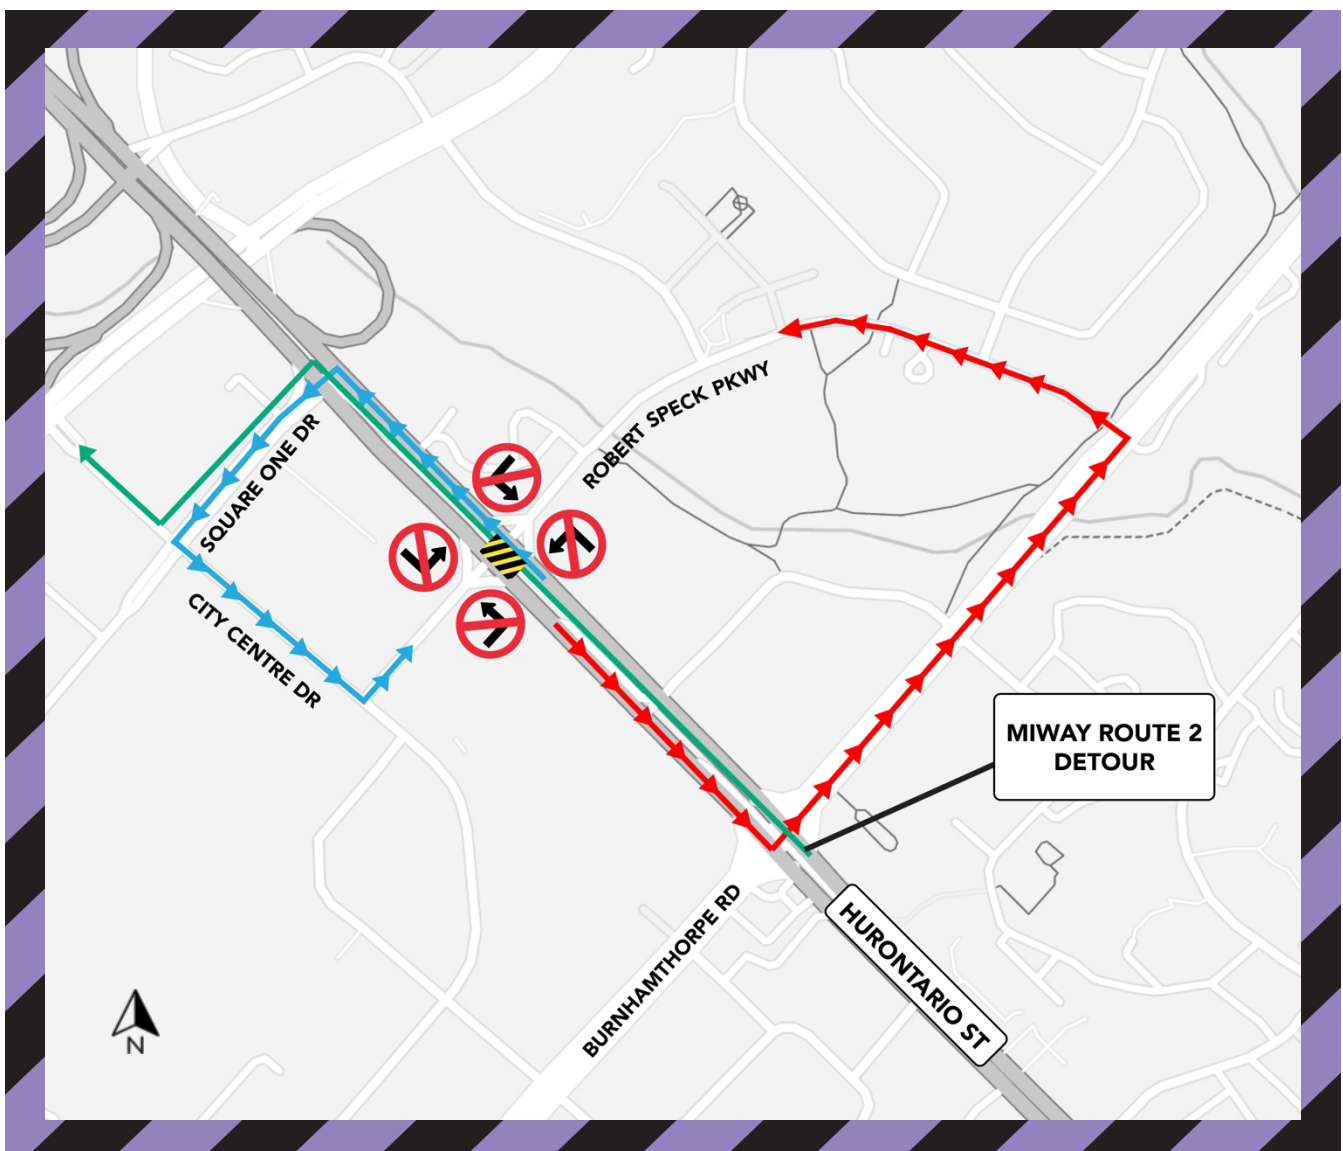 ROBERT SPECK PKWY
SQUARE ONE DR
CITY CENTRE DR
MIWAY ROUTE 2
DETOUR
BURNHAMTHORPE RD
HURONTARIO ST
N